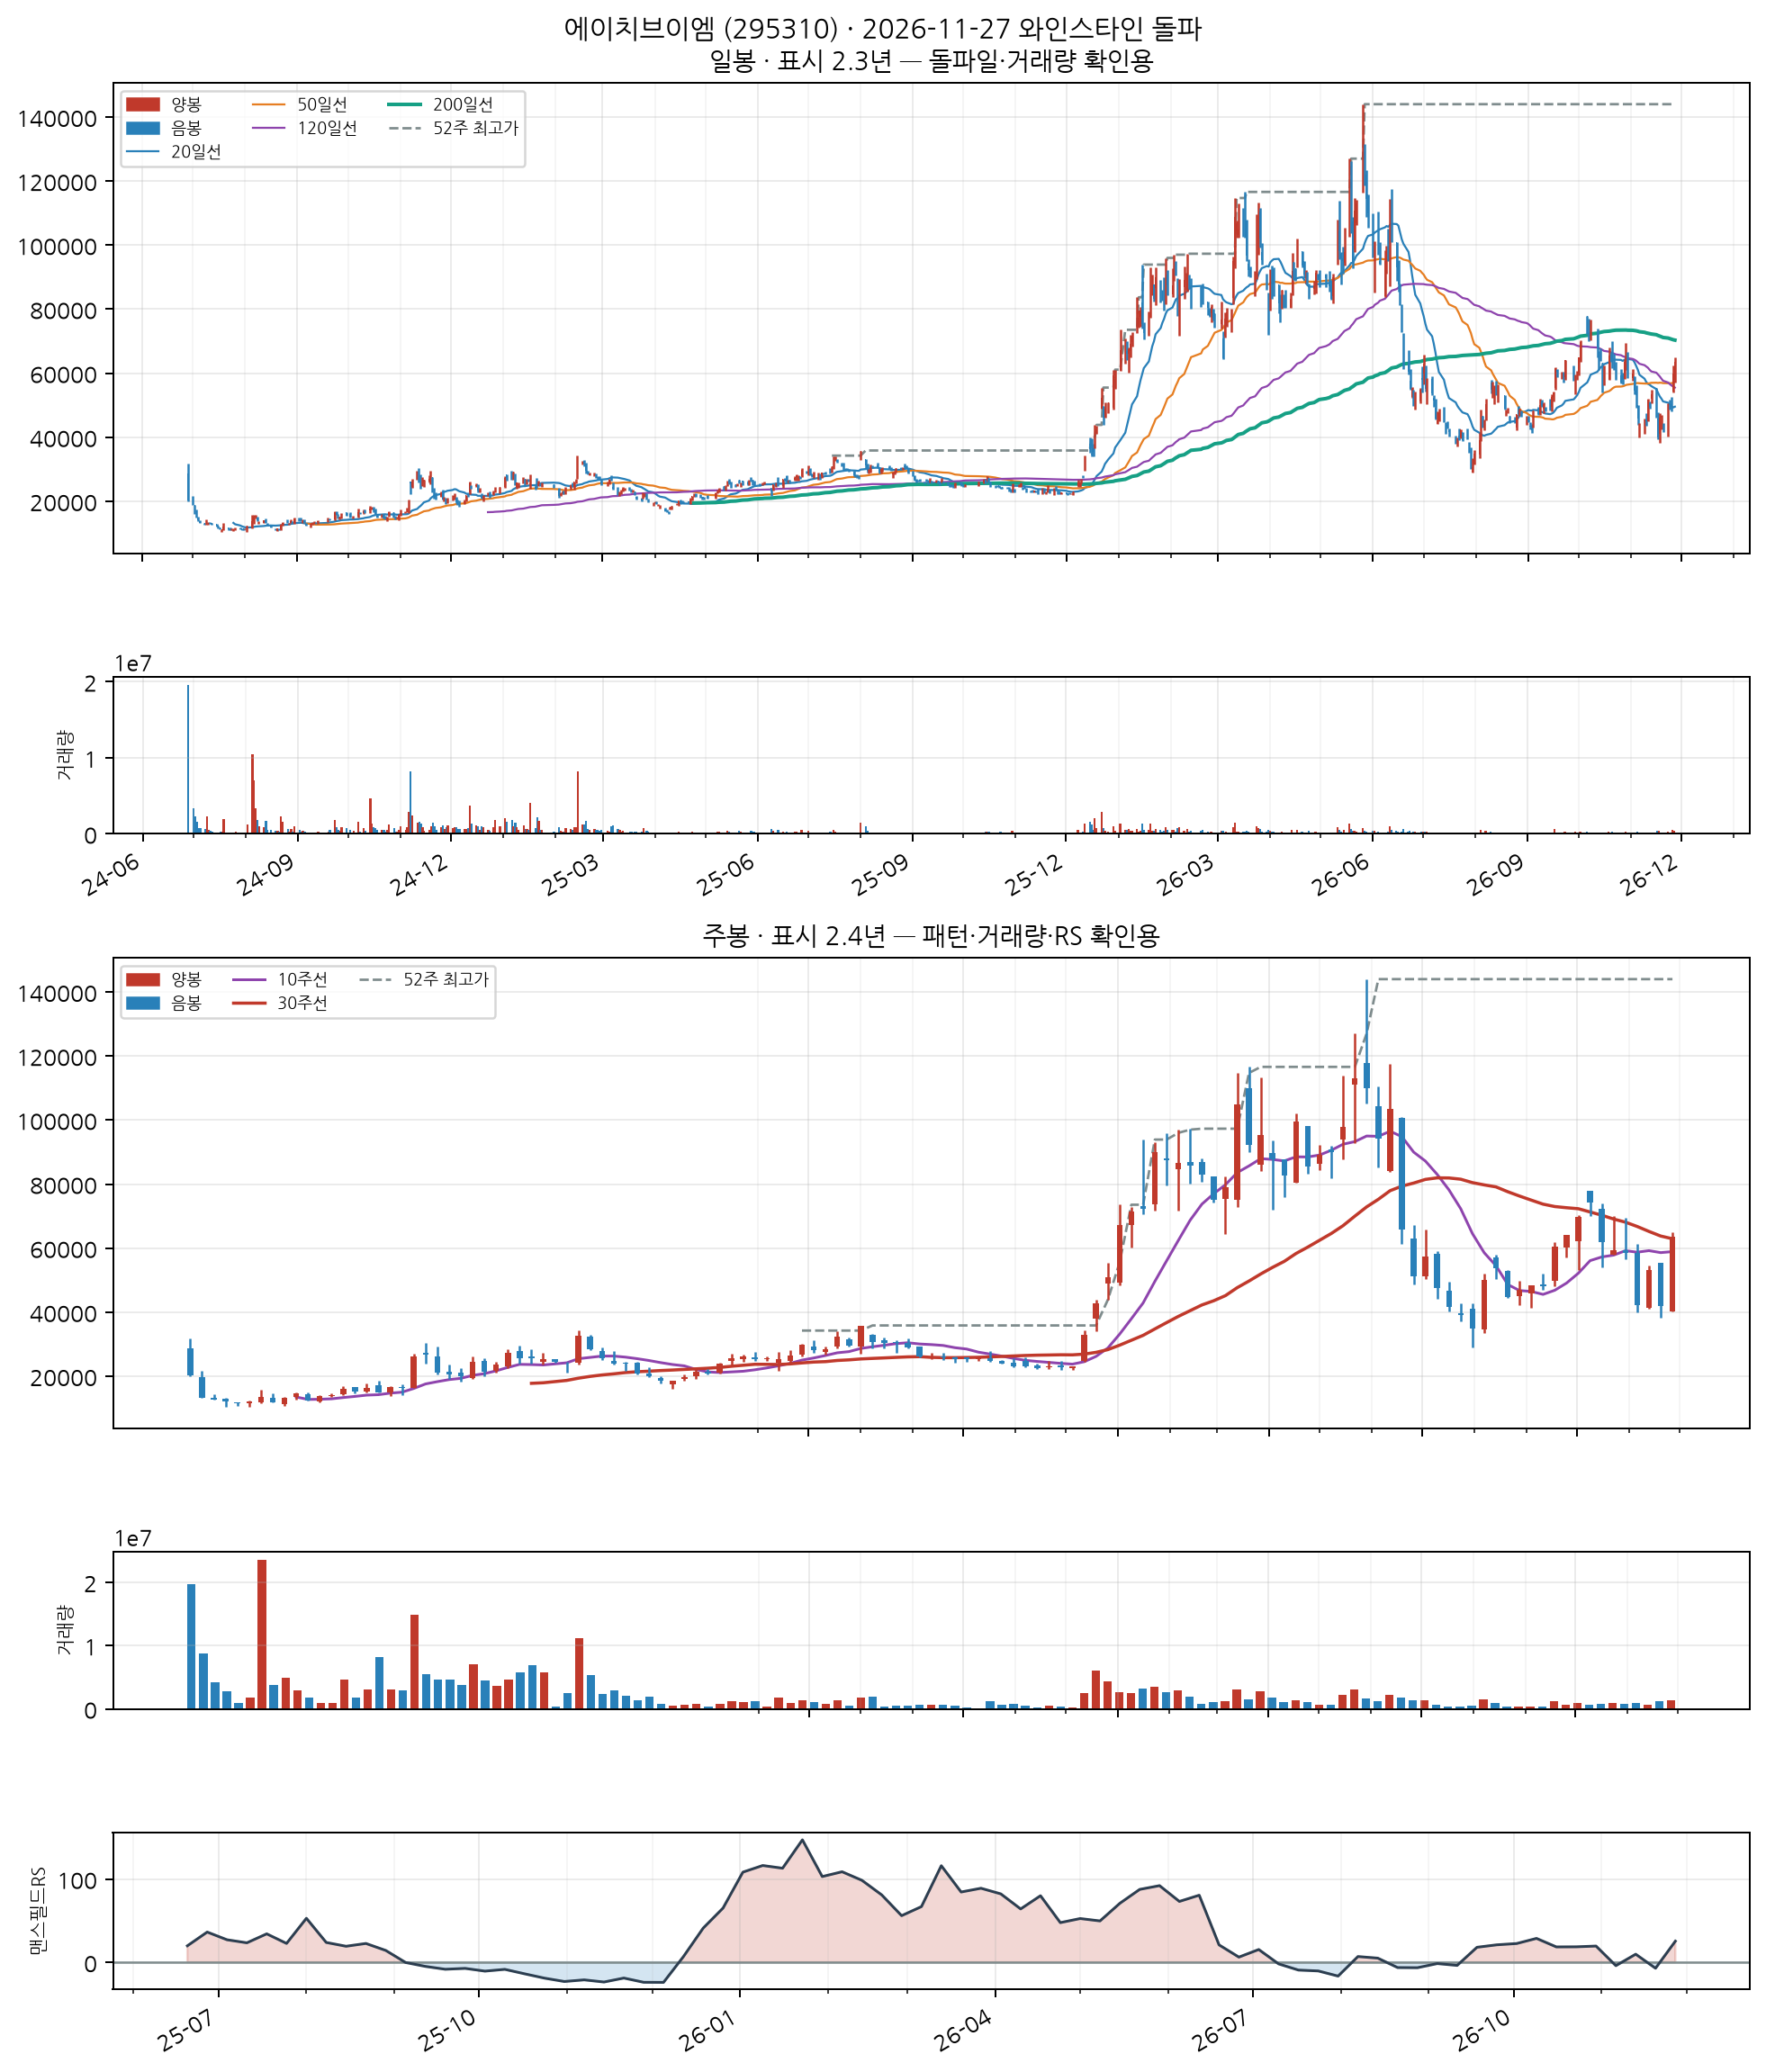 에이치브이엠 (295310) · 2026-11-27 와인스타인 돌파
일봉 · 표시 2.3년 — 돌파일·거래량 확인용
양봉
음봉
20일선
50일선
120일선
200일선
52주 최고가
140000
120000
100000
80000
60000
40000
20000
1e7
2
1
0
거래량
24-06
24-09
24-12
25-03
25-06
25-09
25-12
26-03
26-06
26-09
26-12
주봉 · 표시 2.4년 — 패턴·거래량·RS 확인용
양봉
음봉
10주선
30주선
52주 최고가
140000
120000
100000
80000
60000
40000
20000
1e7
2
1
0
거래량
100
0
맨스필드RS
25-07
25-10
26-01
26-04
26-07
26-10